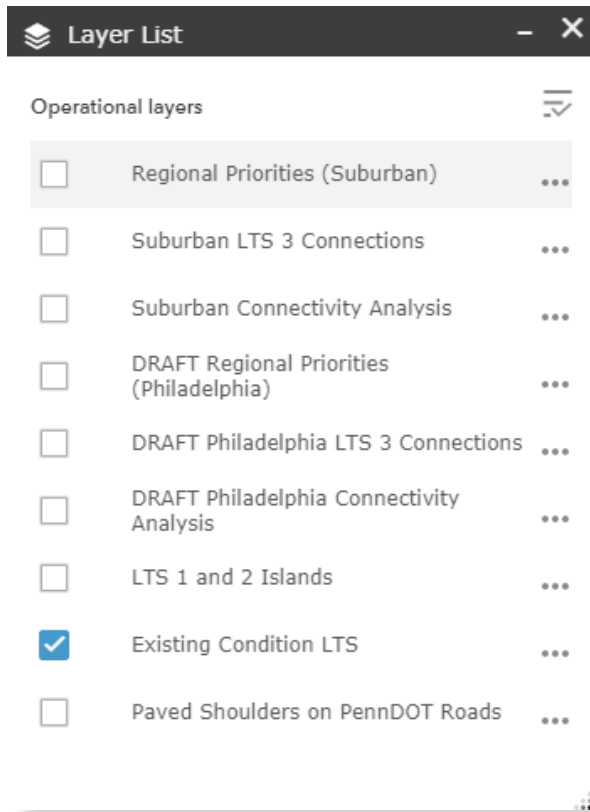 Layer List
Operational layers
Regional Priorities (Suburban)
Suburban LTS 3 Connections
Suburban Connectivity Analysis
DRAFT Regional Priorities
(Philadelphia)
DRAFT Philadelphia LTS 3 Connections
DRAFT Philadelphia Connectivity
Analysis
LTS 1 and 2 Islands
Existing Condition LTS
Paved Shoulders on PennDOT Roads